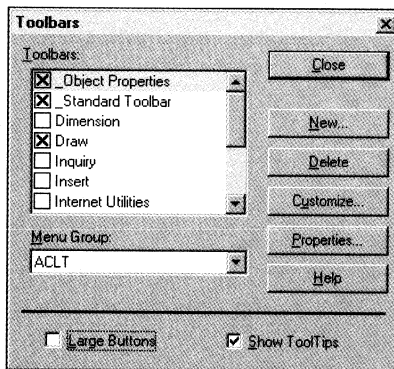 Toolbars
Toolbars:
_Object Properties
_Standard Toolbar
Dimension
Draw
Inquiry
Insert
Internet Utilities
Menu Group:
ACLT
Close
New...
Delete
Customize...
Properties...
Help
Large Buttons
Show ToolTips